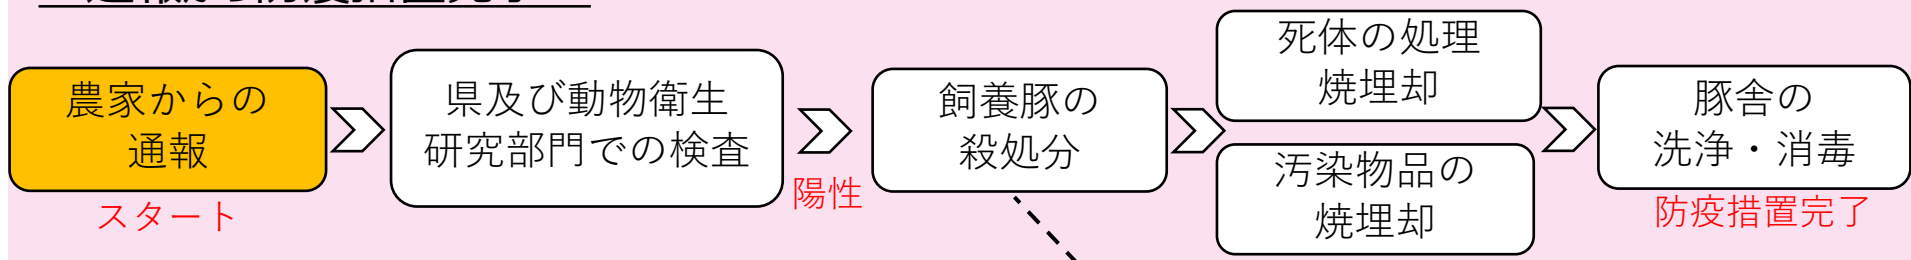 農家からの
通報
スタート
県及び動物衛生
研究部門での検査
陽性
飼養豚の
殺処分
死体の処理
焼埋却
汚染物品の
焼埋却
豚舎の
洗浄・消毒
防疫措置完了